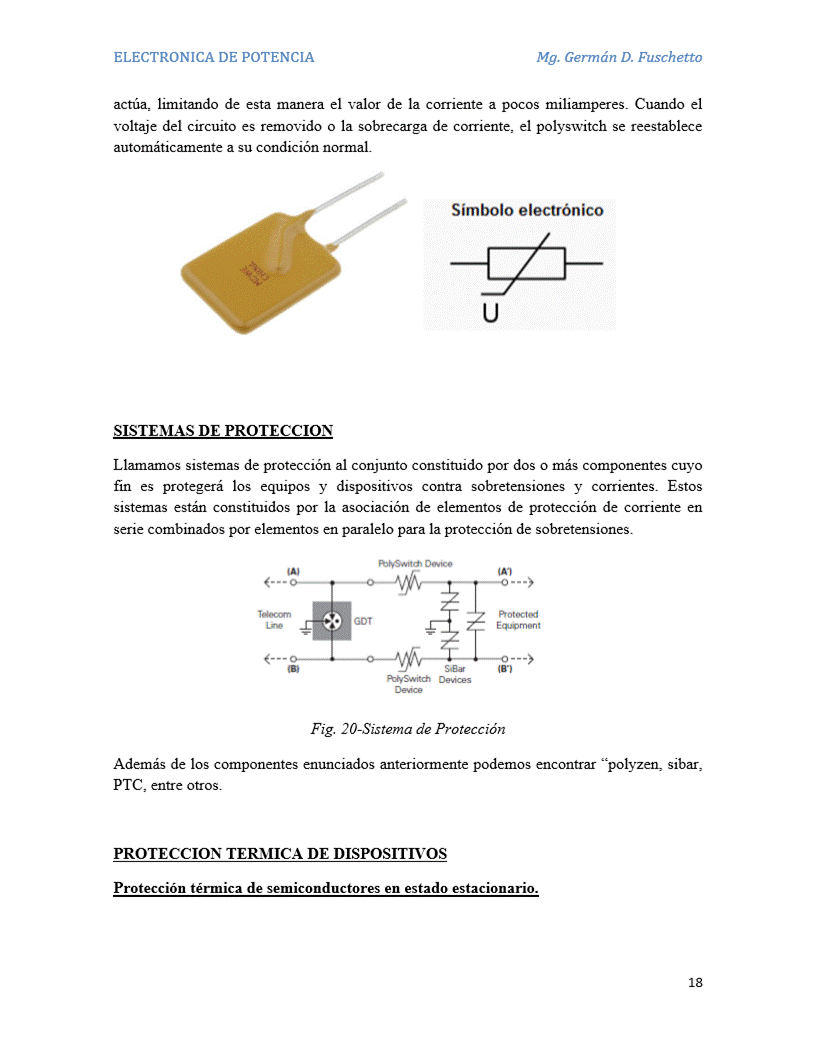 ELECTRONICA DE POTENCIA Mg. Germán D. Fuschetto
actúa, limitando de esta manera el valor de la corriente a pocos miliamperes. Cuando el
voltaje del circuito es removido o la sobrecarga de corriente, el polyswitch se reestablece
automáticamente a su condición normal.
Símbolo electrónico
U
SISTEMAS DE PROTECCION
Llamamos sistemas de protección al conjunto constituido por dos o más componentes cuyo
fin es protegerá los equipos y dispositivos contra sobretensiones y corrientes. Estos
sistemas están constituidos por la asociación de elementos de protección de corriente en
serie combinados por elementos en paralelo para la protección de sobretensiones.
PolySwitch Device
(A) (A')
Telecom
Line
GDT
Protected
Equipment
(B) (B')
PolySwitch
Device
SiBar
Devices
Fig. 20-Sistema de Protección
Además de los componentes enunciados anteriormente podemos encontrar “polyzen, sibar,
PTC, entre otros.
PROTECCION TERMICA DE DISPOSITIVOS
Protección térmica de semiconductores en estado estacionario.
18